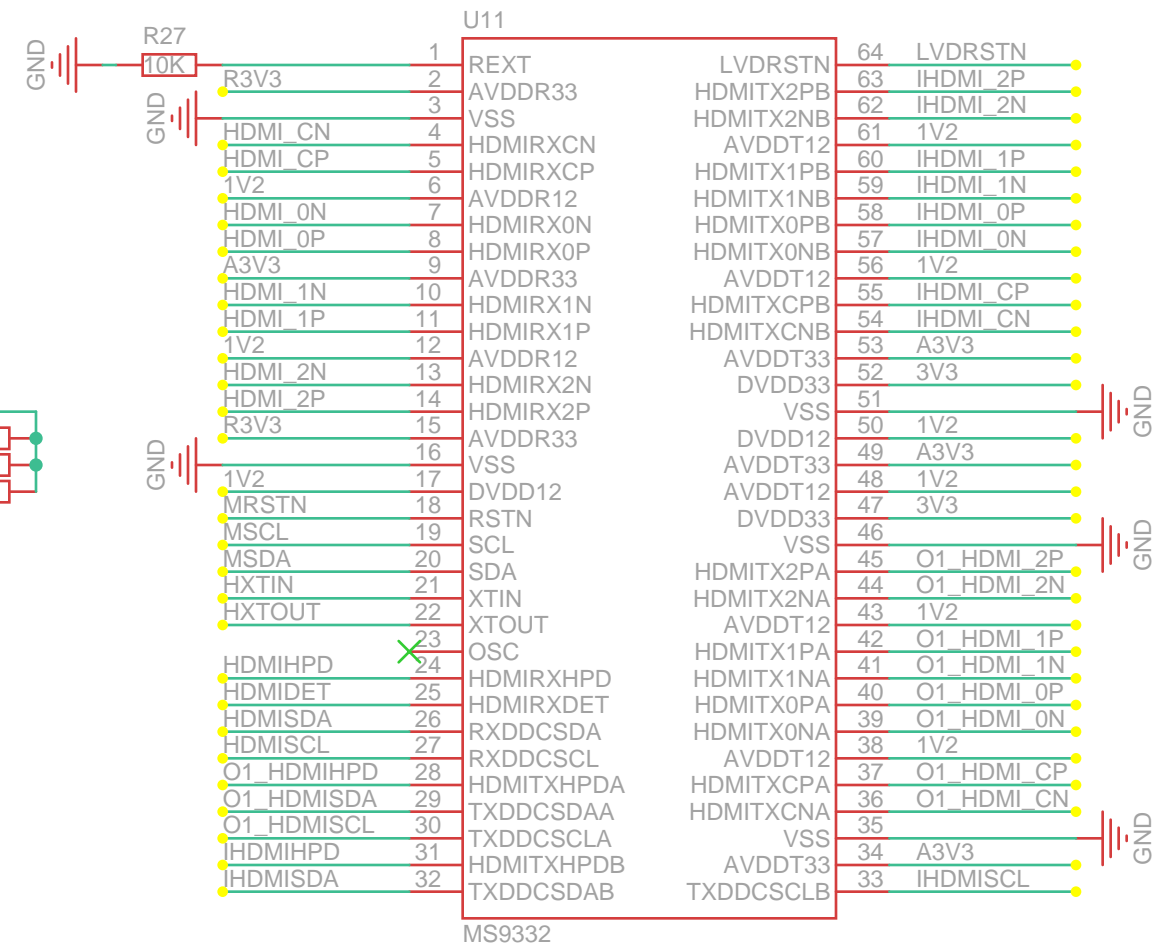 U11
R27
10K
GND
1 REXT LVDRSTN 64 LVDRSTN
R3V3 2 AVDDR33 HDMITX2PB 63 IHDMI_2P
GND 3 VSS HDMITX2NB 62 IHDMI_2N
HDMI_CN 4 HDMIRXCN AVDDT12 61 1V2
HDMI_CP 5 HDMIRXCP HDMITX1PB 60 IHDMI_1P
1V2 6 AVDDR12 HDMITX1NB 59 IHDMI_1N
HDMI_0N 7 HDMIRX0N HDMITX0PB 58 IHDMI_0P
HDMI_0P 8 HDMIRX0P HDMITX0NB 57 IHDMI_0N
A3V3 9 AVDDR33 AVDDT12 56 1V2
HDMI_1N 10 HDMIRX1N HDMITXCPB 55 IHDMI_CP
HDMI_1P 11 HDMIRX1P HDMITXCNB 54 IHDMI_CN
1V2 12 AVDDR12 AVDDT33 53 A3V3
HDMI_2N 13 HDMIRX2N DVDD33 52 3V3
HDMI_2P 14 HDMIRX2P VSS 51 GND
R3V3 15 AVDDR33 DVDD12 50 1V2
GND 16 VSS AVDDT33 49 A3V3
1V2 17 DVDD12 AVDDT12 48 1V2
MRSTN 18 RSTN DVDD33 47 3V3
MSCL 19 SCL VSS 46 GND
MSDA 20 SDA HDMITX2PA 45 O1_HDMI_2P
HXTIN 21 XTIN HDMITX2NA 44 O1_HDMI_2N
HXTOUT 22 XTOUT AVDDT12 43 1V2
23 OSC HDMITX1PA 42 O1_HDMI_1P
HDMIHPD 24 HDMIRXHPD HDMITX1NA 41 O1_HDMI_1N
HDMIDET 25 HDMIRXDET HDMITX0PA 40 O1_HDMI_0P
HDMISDA 26 RXDDCSDA HDMITX0NA 39 O1_HDMI_0N
HDMISCL 27 RXDDCSCL AVDDT12 38 1V2
O1_HDMIHPD 28 HDMITXHPDA HDMITXCPA 37 O1_HDMI_CP
O1_HDMISDA 29 TXDDCSDAA HDMITXCNA 36 O1_HDMI_CN
O1_HDMISCL 30 TXDDCSCLA VSS 35 GND
IHDMIHPD 31 HDMITXHPDB AVDDT33 34 A3V3
IHDMISDA 32 TXDDCSDAB TXDDCSCLB 33 IHDMISCL
MS9332